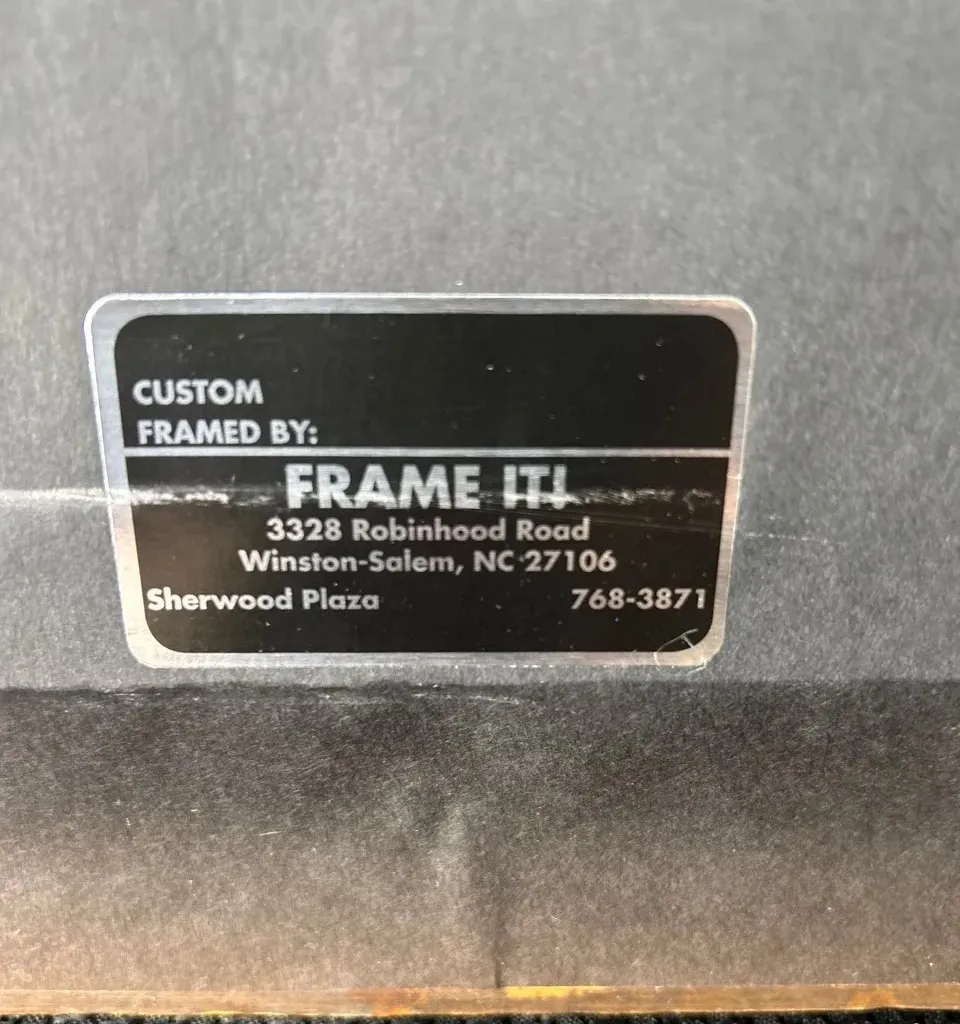 CUSTOM
FRAMED BY:
FRAME IT!
3328 Robinhood Road
Winston-Salem, NC 27106
Sherwood Plaza 768-3871